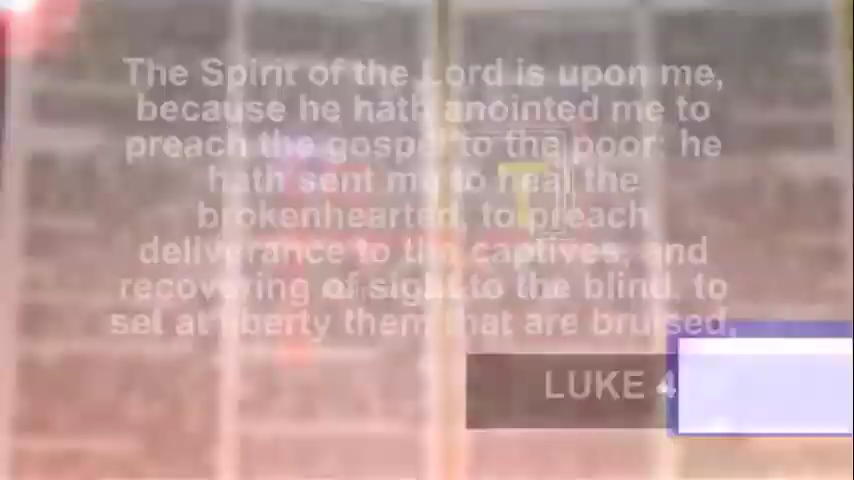 The Spirit of the Lord is upon me,
because he hath anointed me to
preach the gospel to the poor; he
hath sent me to heal the
brokenhearted, to preach
deliverance to the captives, and
recovering of sight to the blind, to
set at liberty them that are bruised,
LUKE 4